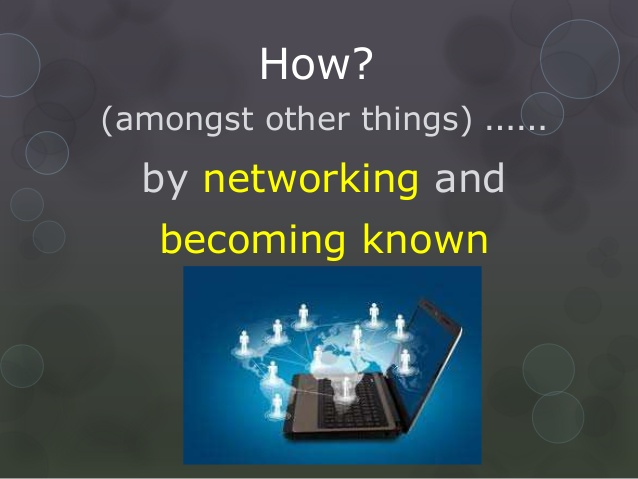 How?
(amongst other things) ......
by networking and
becoming known